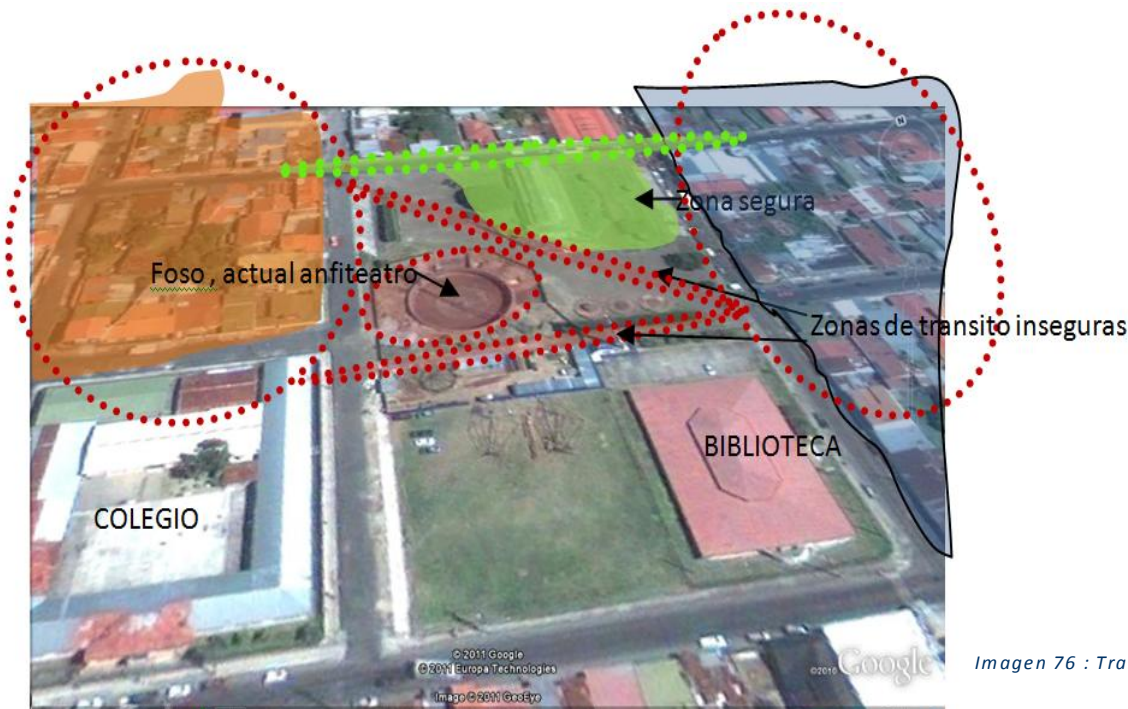 N
Zona segura
Foso , actual anfiteatro
Zonas de transito inseguras
BIBLIOTECA
COLEGIO
© 2011 Google
© 2011 Europa Technologies
Image © 2011 GeoEye
©2010 Google
Imagen 76 : Tra